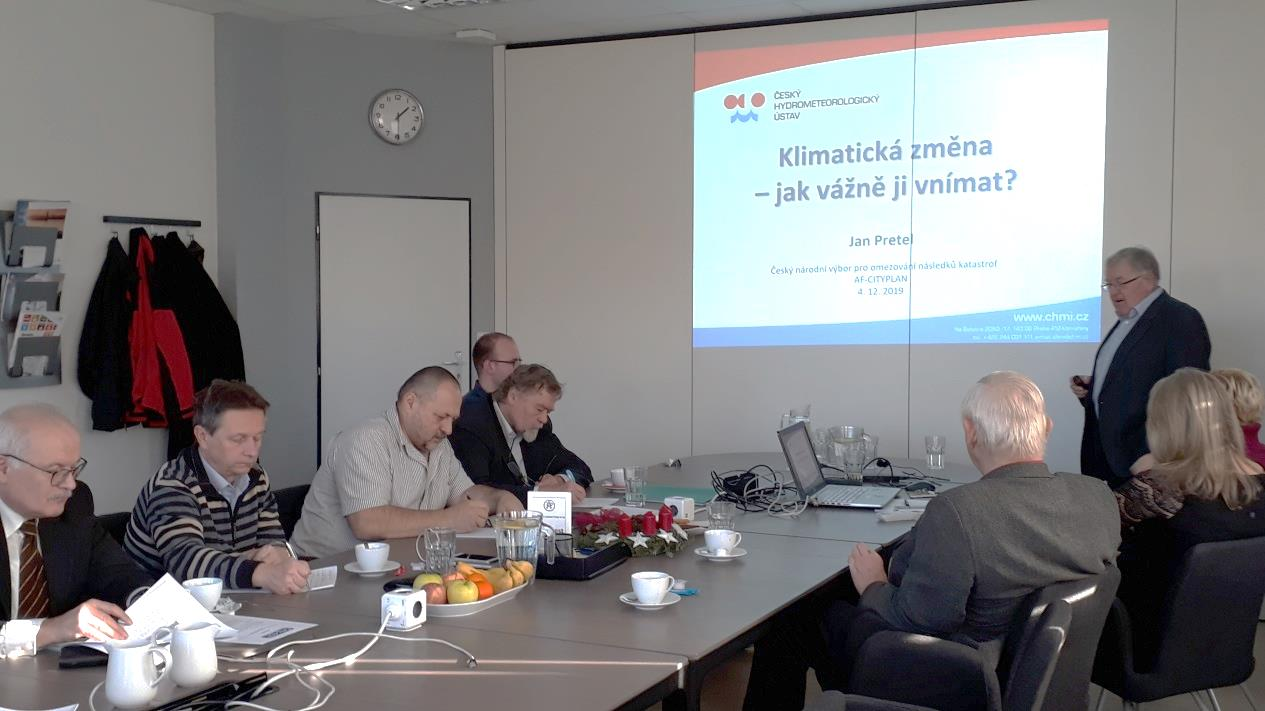 ČESKÝ
HYDROMETEOROLOGICKÝ
ÚSTAV
Klimatická změna
– jak vážně ji vnímat?
Jan Pretel
Český národní výbor pro omezování následků katastrof
AF-CITYPLAN
4. 12. 2019
www.chmi.cz